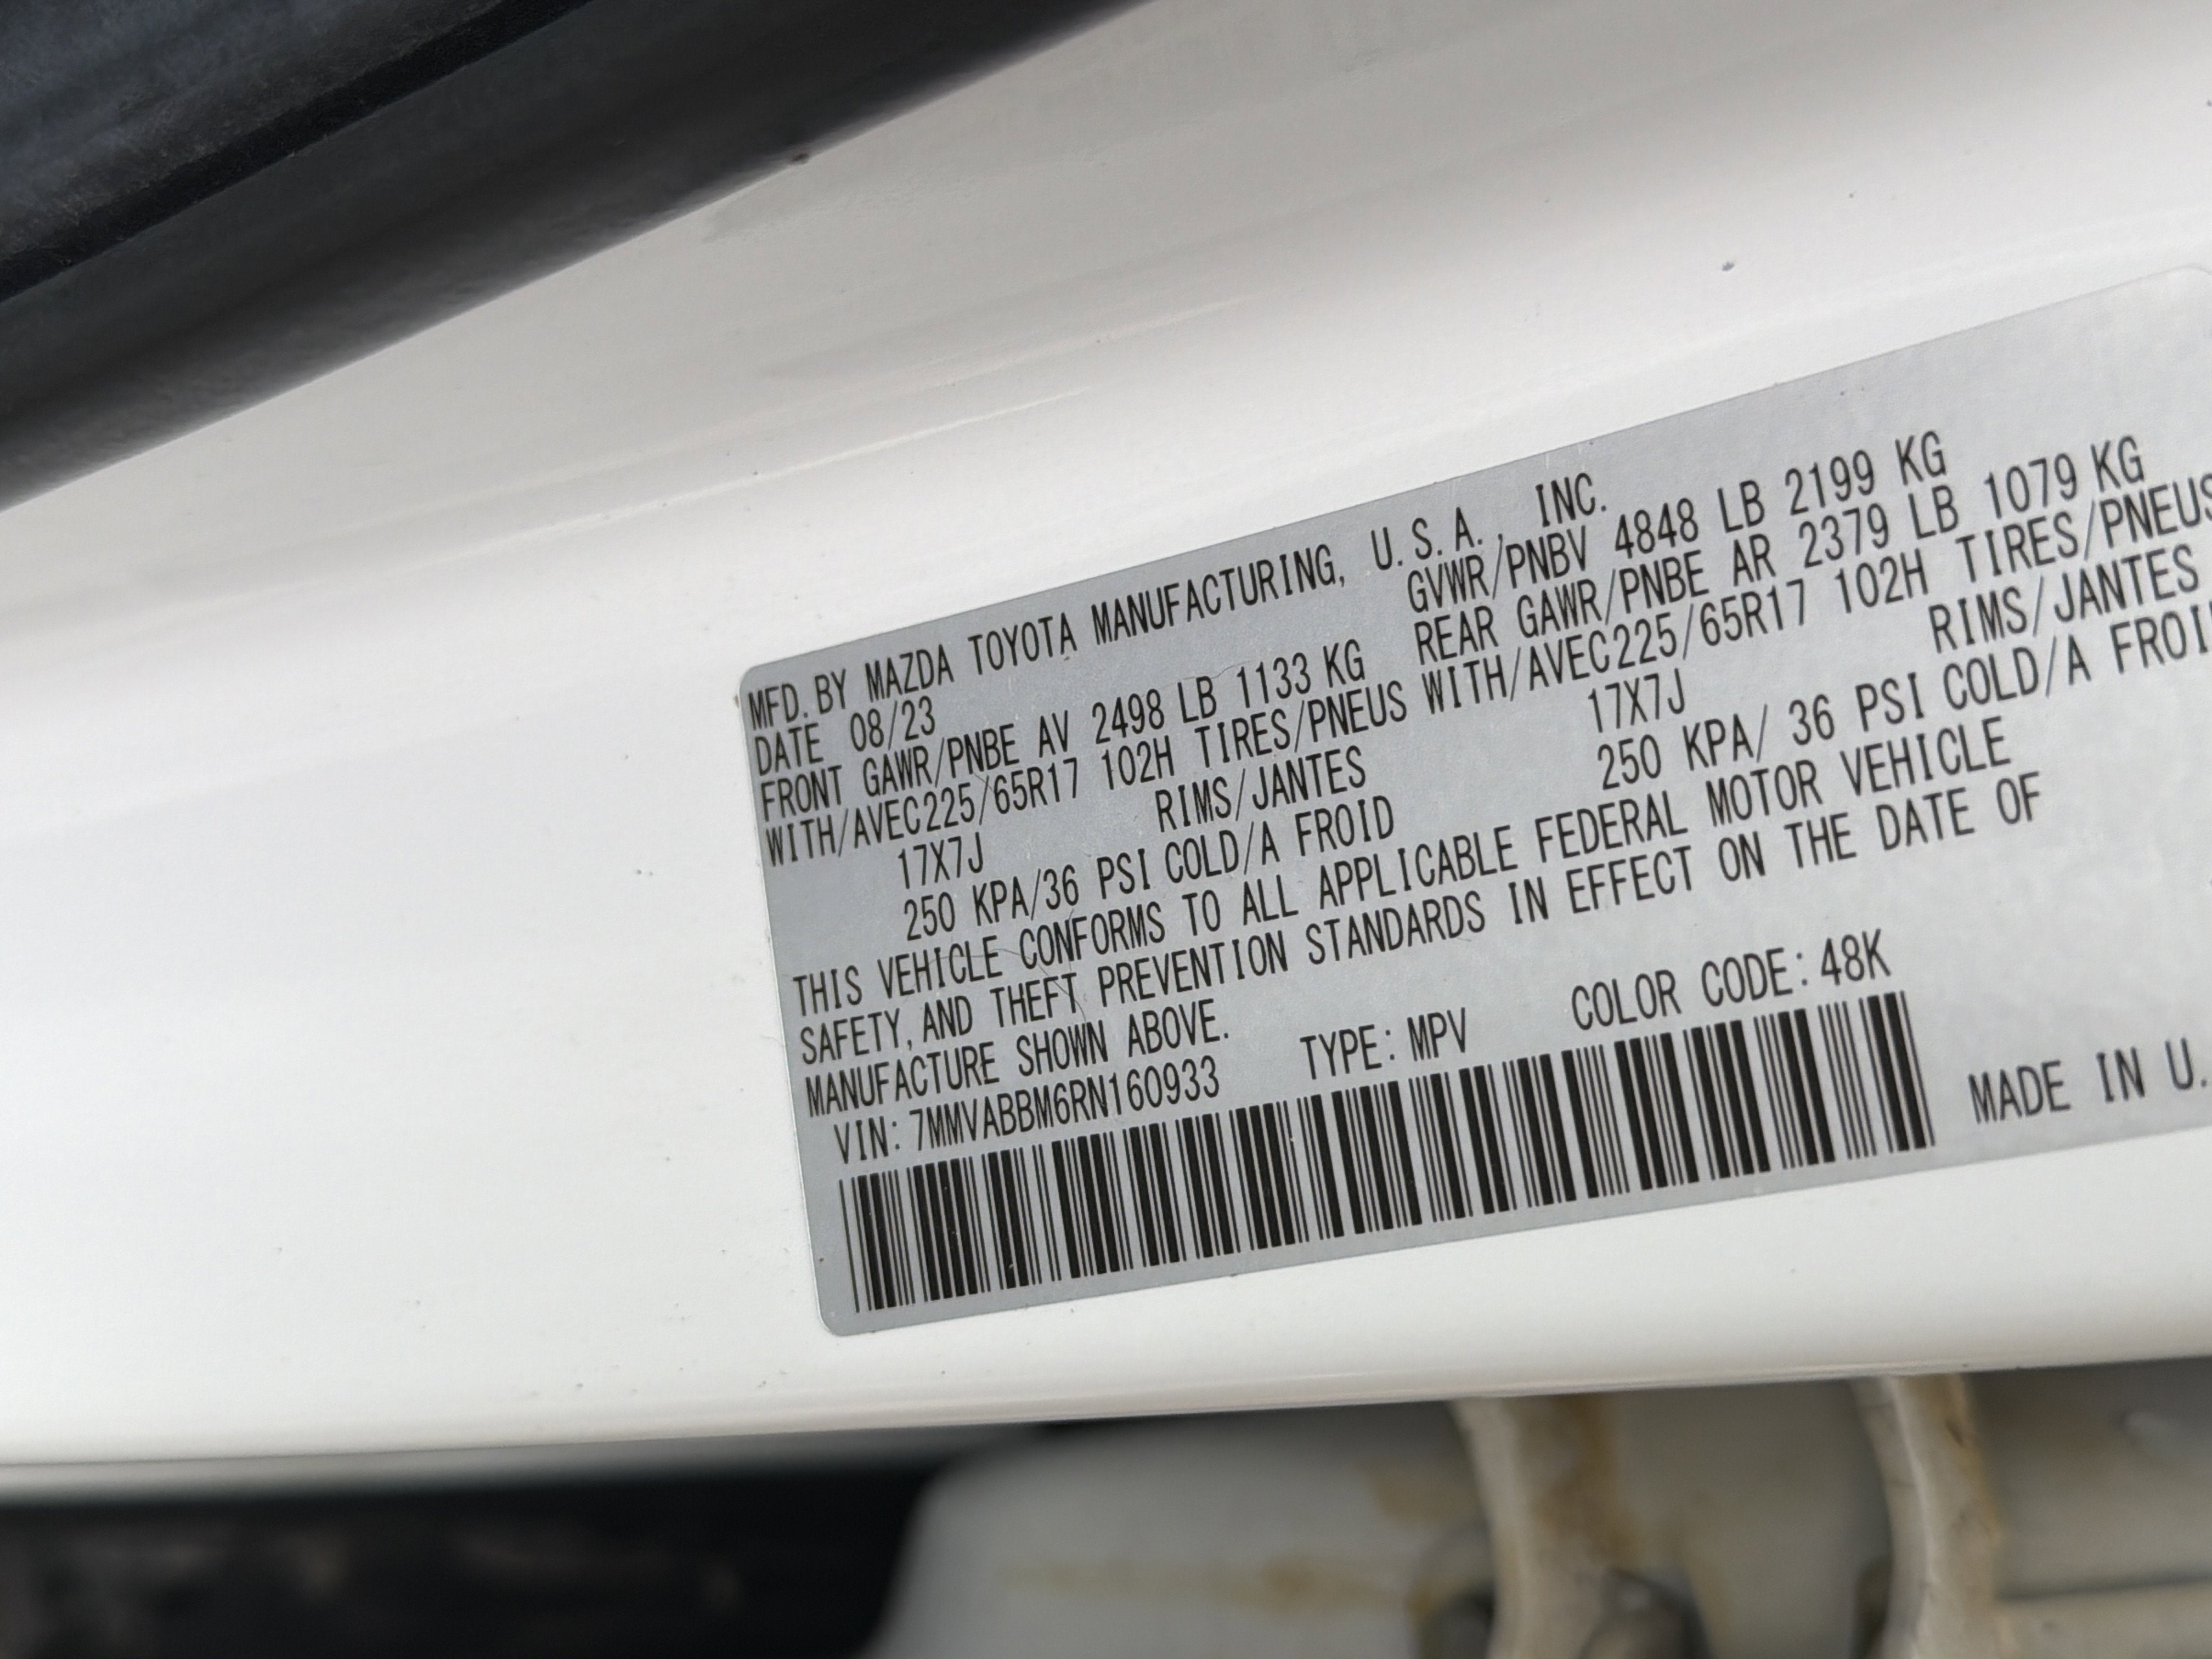 MFD. BY MAZDA TOYOTA MANUFACTURING, U.S.A., INC.
DATE 08/23 GVWR/PNBV 4848 LB 2199 KG
FRONT GAWR/PNBE AV 2498 LB 1133 KG REAR GAWR/PNBE AR 2379 LB 1079 KG
WITH/AVEC225/65R17 102H TIRES/PNEUS WITH/AVEC225/65R17 102H TIRES/PNEUS
17X7J RIMS/JANTES 17X7J RIMS/JANTES
250 KPA/36 PSI COLD/A FROID 250 KPA/ 36 PSI COLD/A FROID
THIS VEHICLE CONFORMS TO ALL APPLICABLE FEDERAL MOTOR VEHICLE
SAFETY, AND THEFT PREVENTION STANDARDS IN EFFECT ON THE DATE OF
MANUFACTURE SHOWN ABOVE.
VIN: 7MMVABBM6RN160933 TYPE: MPV COLOR CODE: 48K
MADE IN U.